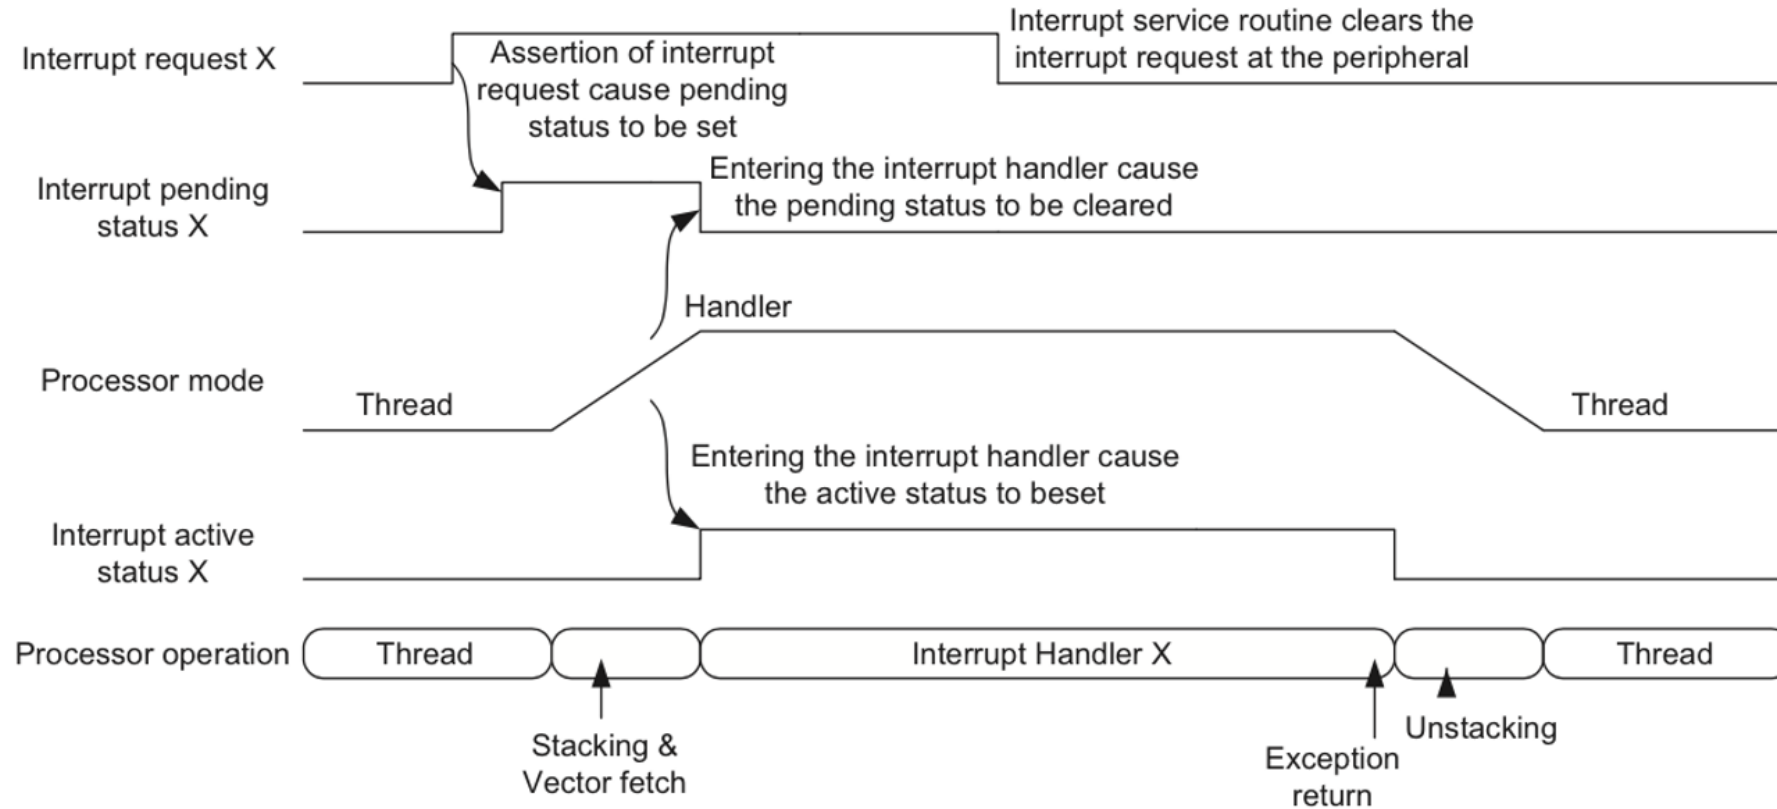 Interrupt request X
Assertion of interrupt
request cause pending
status to be set
Interrupt service routine clears the
interrupt request at the peripheral
Interrupt pending
status X
Entering the interrupt handler cause
the pending status to be cleared
Processor mode
Thread
Handler
Thread
Entering the interrupt handler cause
the active status to beset
Interrupt active
status X
Processor operation
Thread
Interrupt Handler X
Thread
Stacking &
Vector fetch
Exception
return
Unstacking